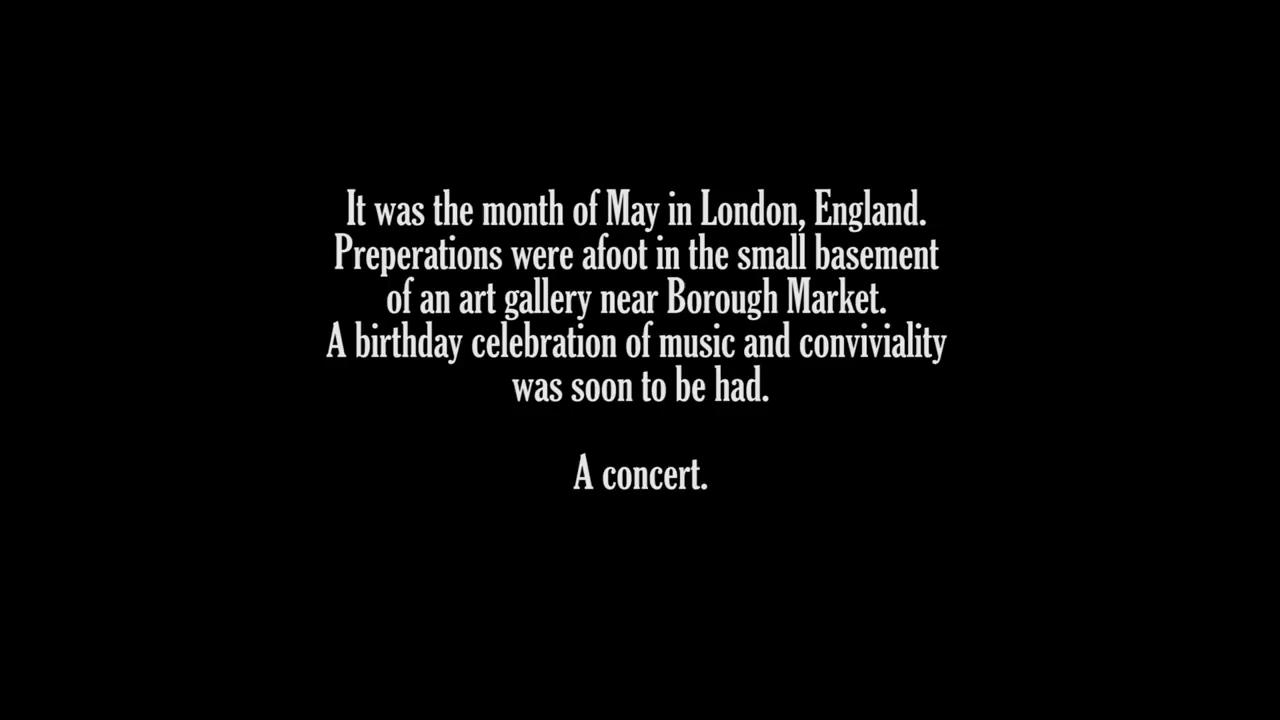 It was the month of May in London, England.
Preperations were afoot in the small basement
of an art gallery near Borough Market.
A birthday celebration of music and conviviality
was soon to be had.
A concert.